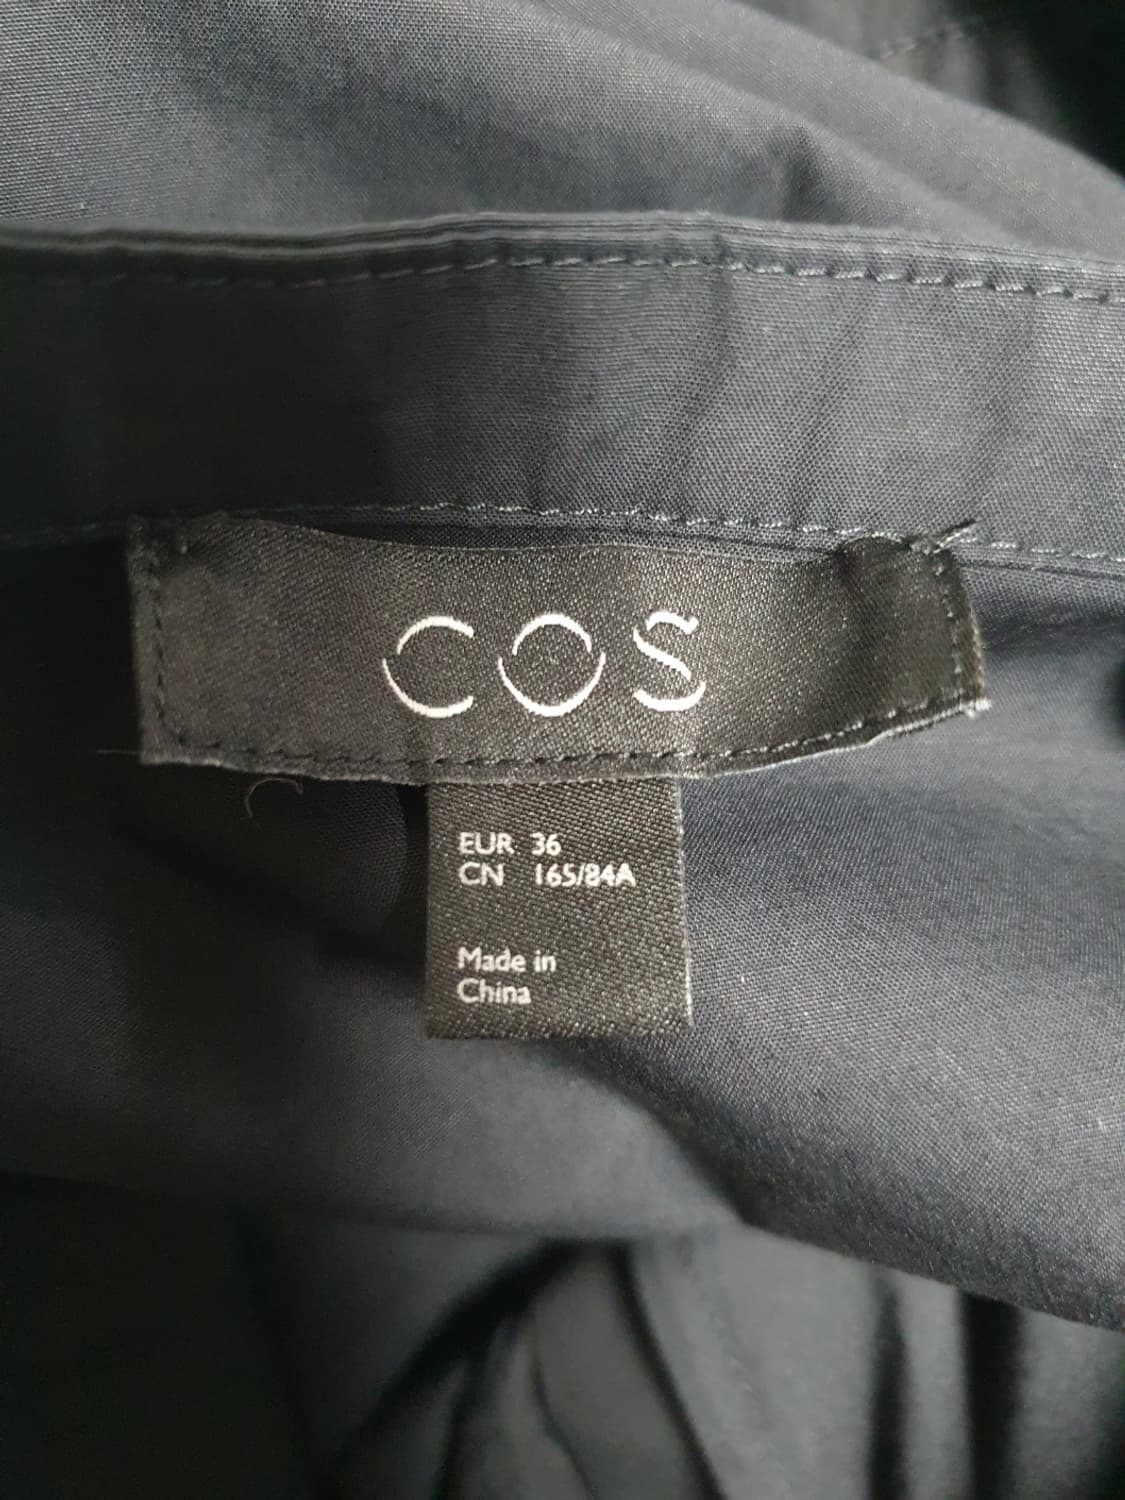 COS
EUR 36
CN 165/84A
Made in
China